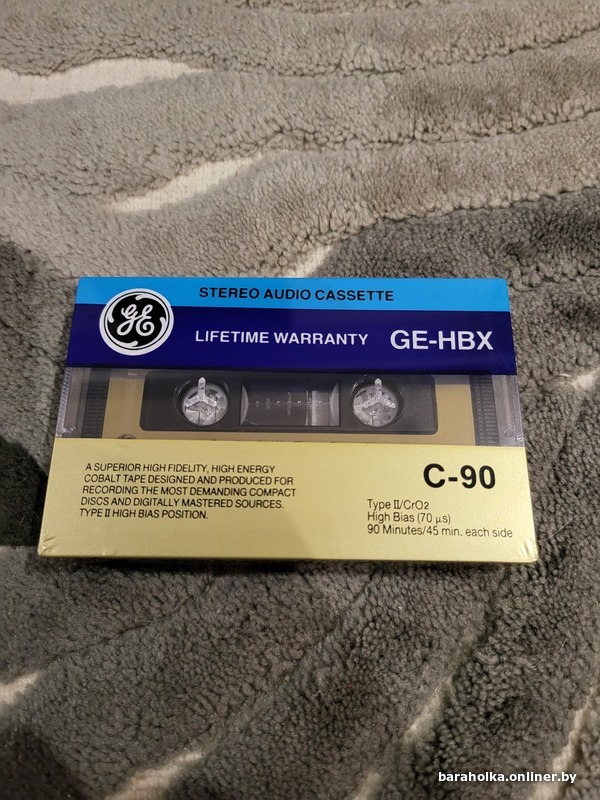 STEREO AUDIO CASSETTE
GE
LIFETIME WARRANTY GE-HBX
A SUPERIOR HIGH FIDELITY, HIGH ENERGY
COBALT TAPE DESIGNED AND PRODUCED FOR
RECORDING THE MOST DEMANDING COMPACT
DISCS AND DIGITALLY MASTERED SOURCES.
TYPE II HIGH BIAS POSITION.
C-90
Type II/CrO2
High Bias (70 μs)
90 Minutes/45 min. each side
baraholka.onliner.by